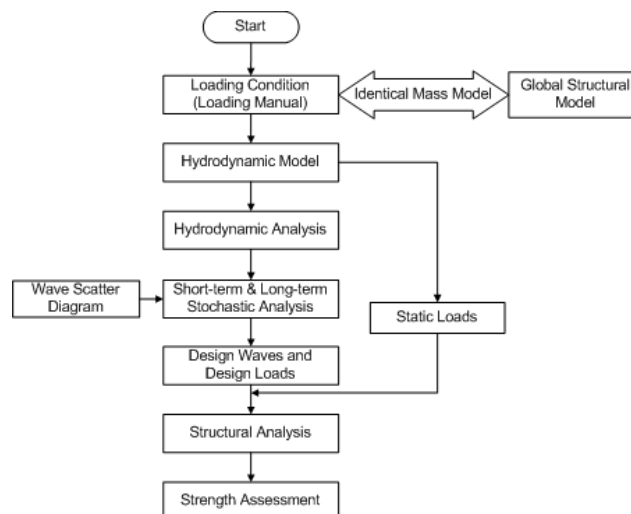 Start
Loading Condition
(Loading Manual)
Identical Mass Model
Global Structural
Model
Hydrodynamic Model
Hydrodynamic Analysis
Wave Scatter
Diagram
Short-term & Long-term
Stochastic Analysis
Static Loads
Design Waves and
Design Loads
Structural Analysis
Strength Assessment